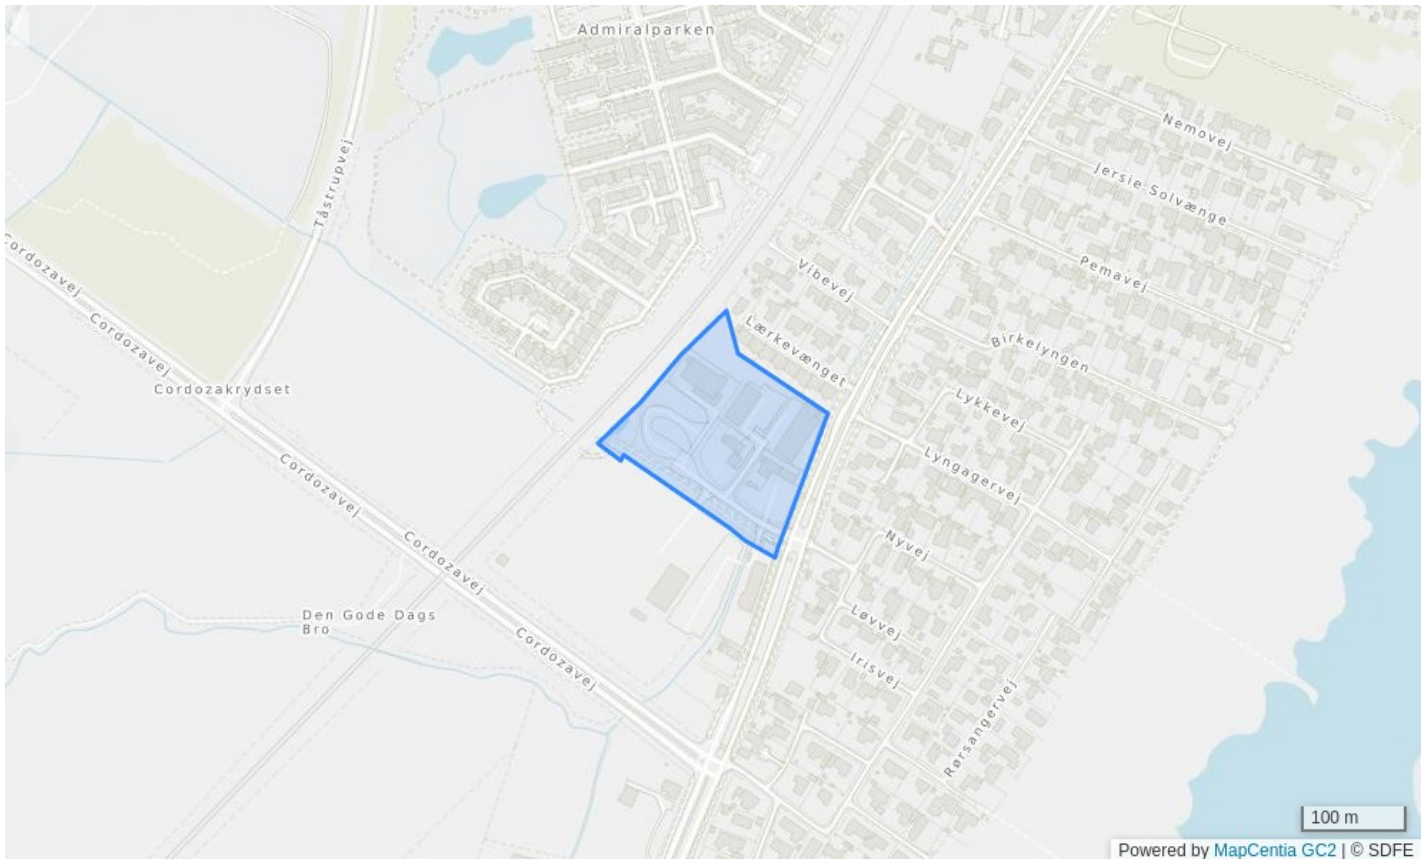 Admiralparken
Nemovej
Tåstrupvej
Jersie Solvænge
Cordozavej
Vibevej
Pemavej
Cordozavej
Lærkevænget
Birkelyngen
Cordozakrydset
Lykkevej
Cordozavej
Lyngagervej
Cordozavej
Nyvej
Den Gode Dags
Bro
Løvvej
Cordozavej
Irisvej
Rørsangervej
100 m
Powered by MapCentia GC2 | © SDFE